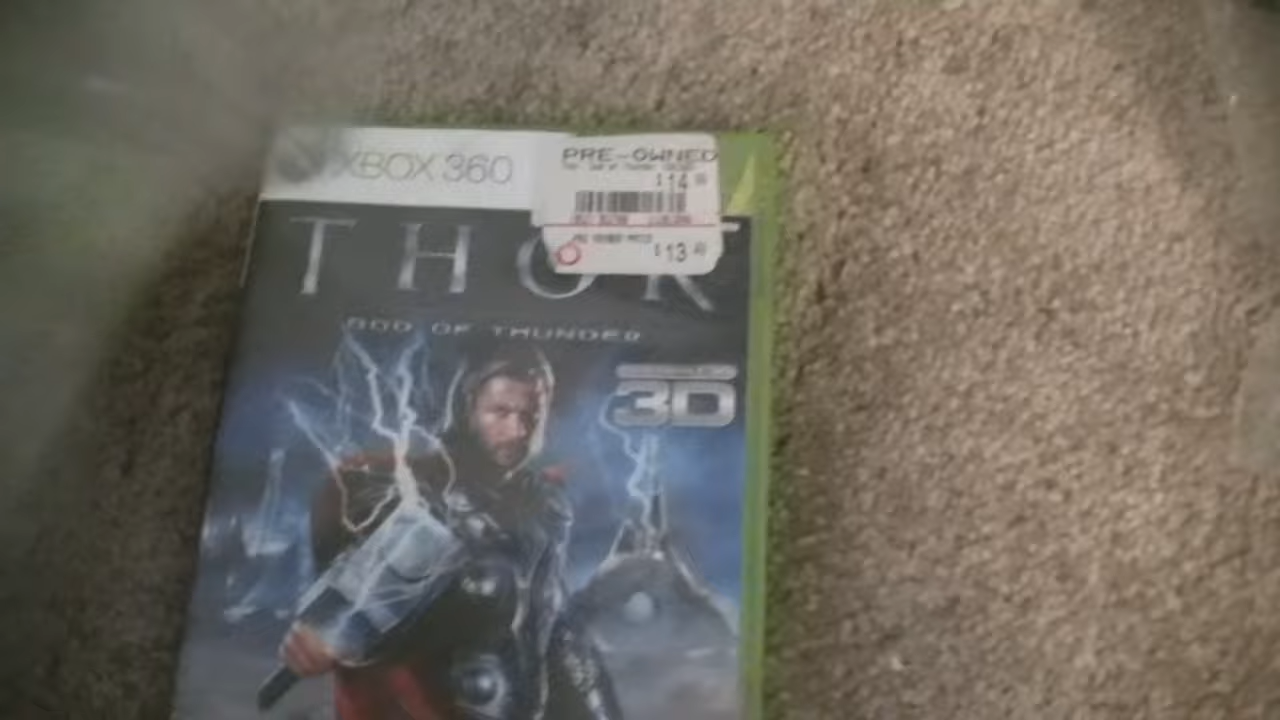 XBOX 360
PRE-OWNED
$14
$13
THOR
GOD OF THUNDER
3D